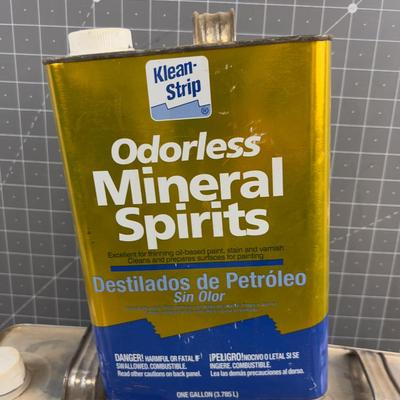 Klean-
Strip
®
Odorless
Mineral
Spirits
Excellent for thinning oil-based paint, stain and varnish
Cleans and prepares surfaces for painting
Destilados de Petróleo
Sin Olor
DANGER! HARMFUL OR FATAL IF
SWALLOWED. COMBUSTIBLE.
Read other cautions on back panel.
¡PELIGRO! NOCIVO O LETAL SI SE
INGIERE. COMBUSTIBLE.
Lea las demás precauciones al dorso.
ONE GALLON (3.785 L)